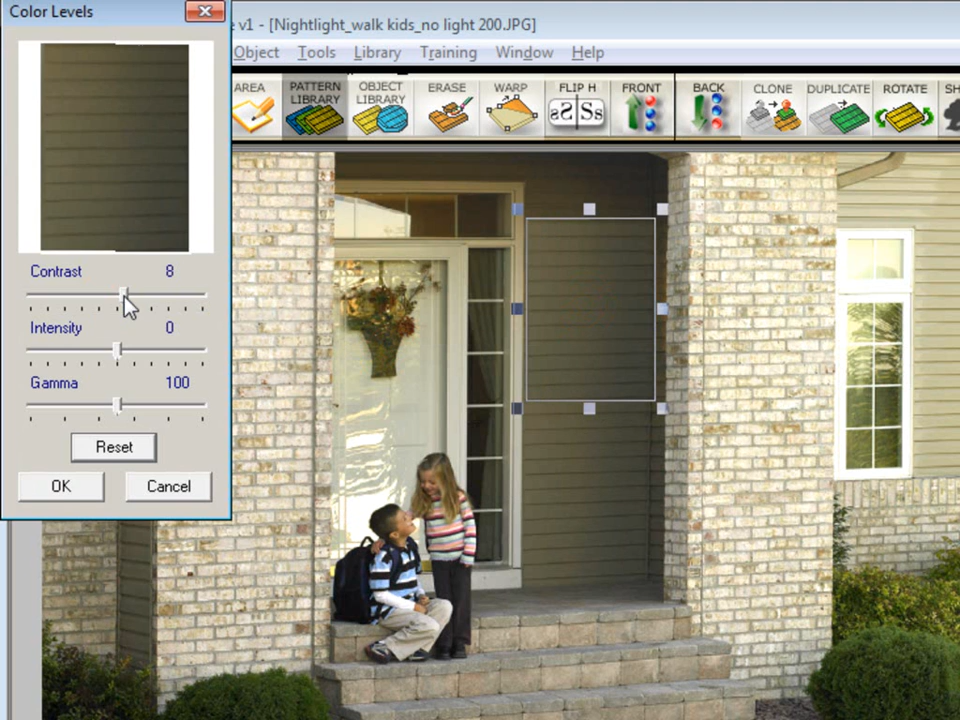 Color Levels
v1 - [Nightlight_walk kids_no light 200.JPG]
Object Tools Library Training Window Help
AREA PATTERN LIBRARY OBJECT LIBRARY ERASE WARP FLIP H FRONT BACK CLONE DUPLICATE ROTATE
Contrast 8
Intensity 0
Gamma 100
Reset
OK Cancel